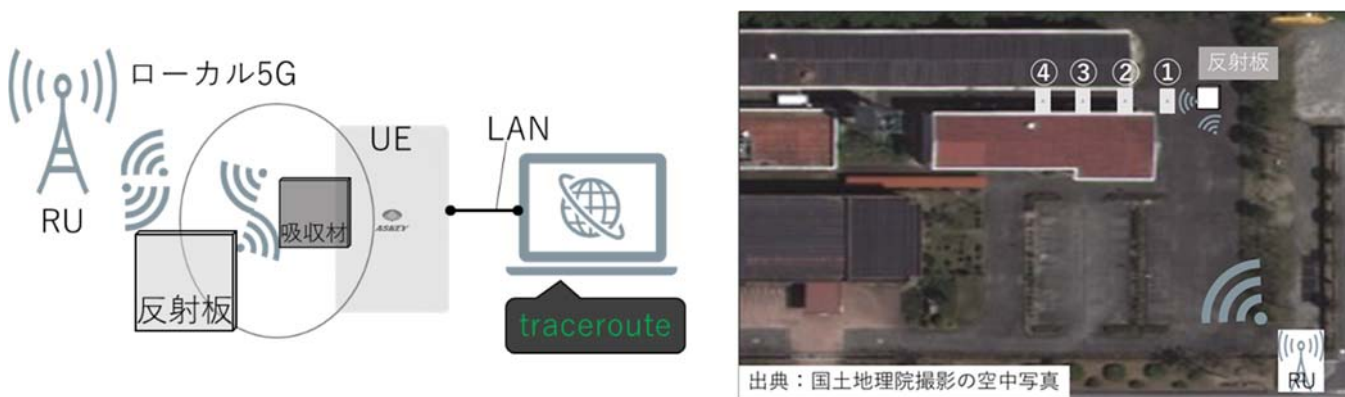 ローカル5G
RU
UE
LAN
吸収材
ASKEY
反射板
traceroute
④ ③ ② ①
反射板
RU
出典：国土地理院撮影の空中写真